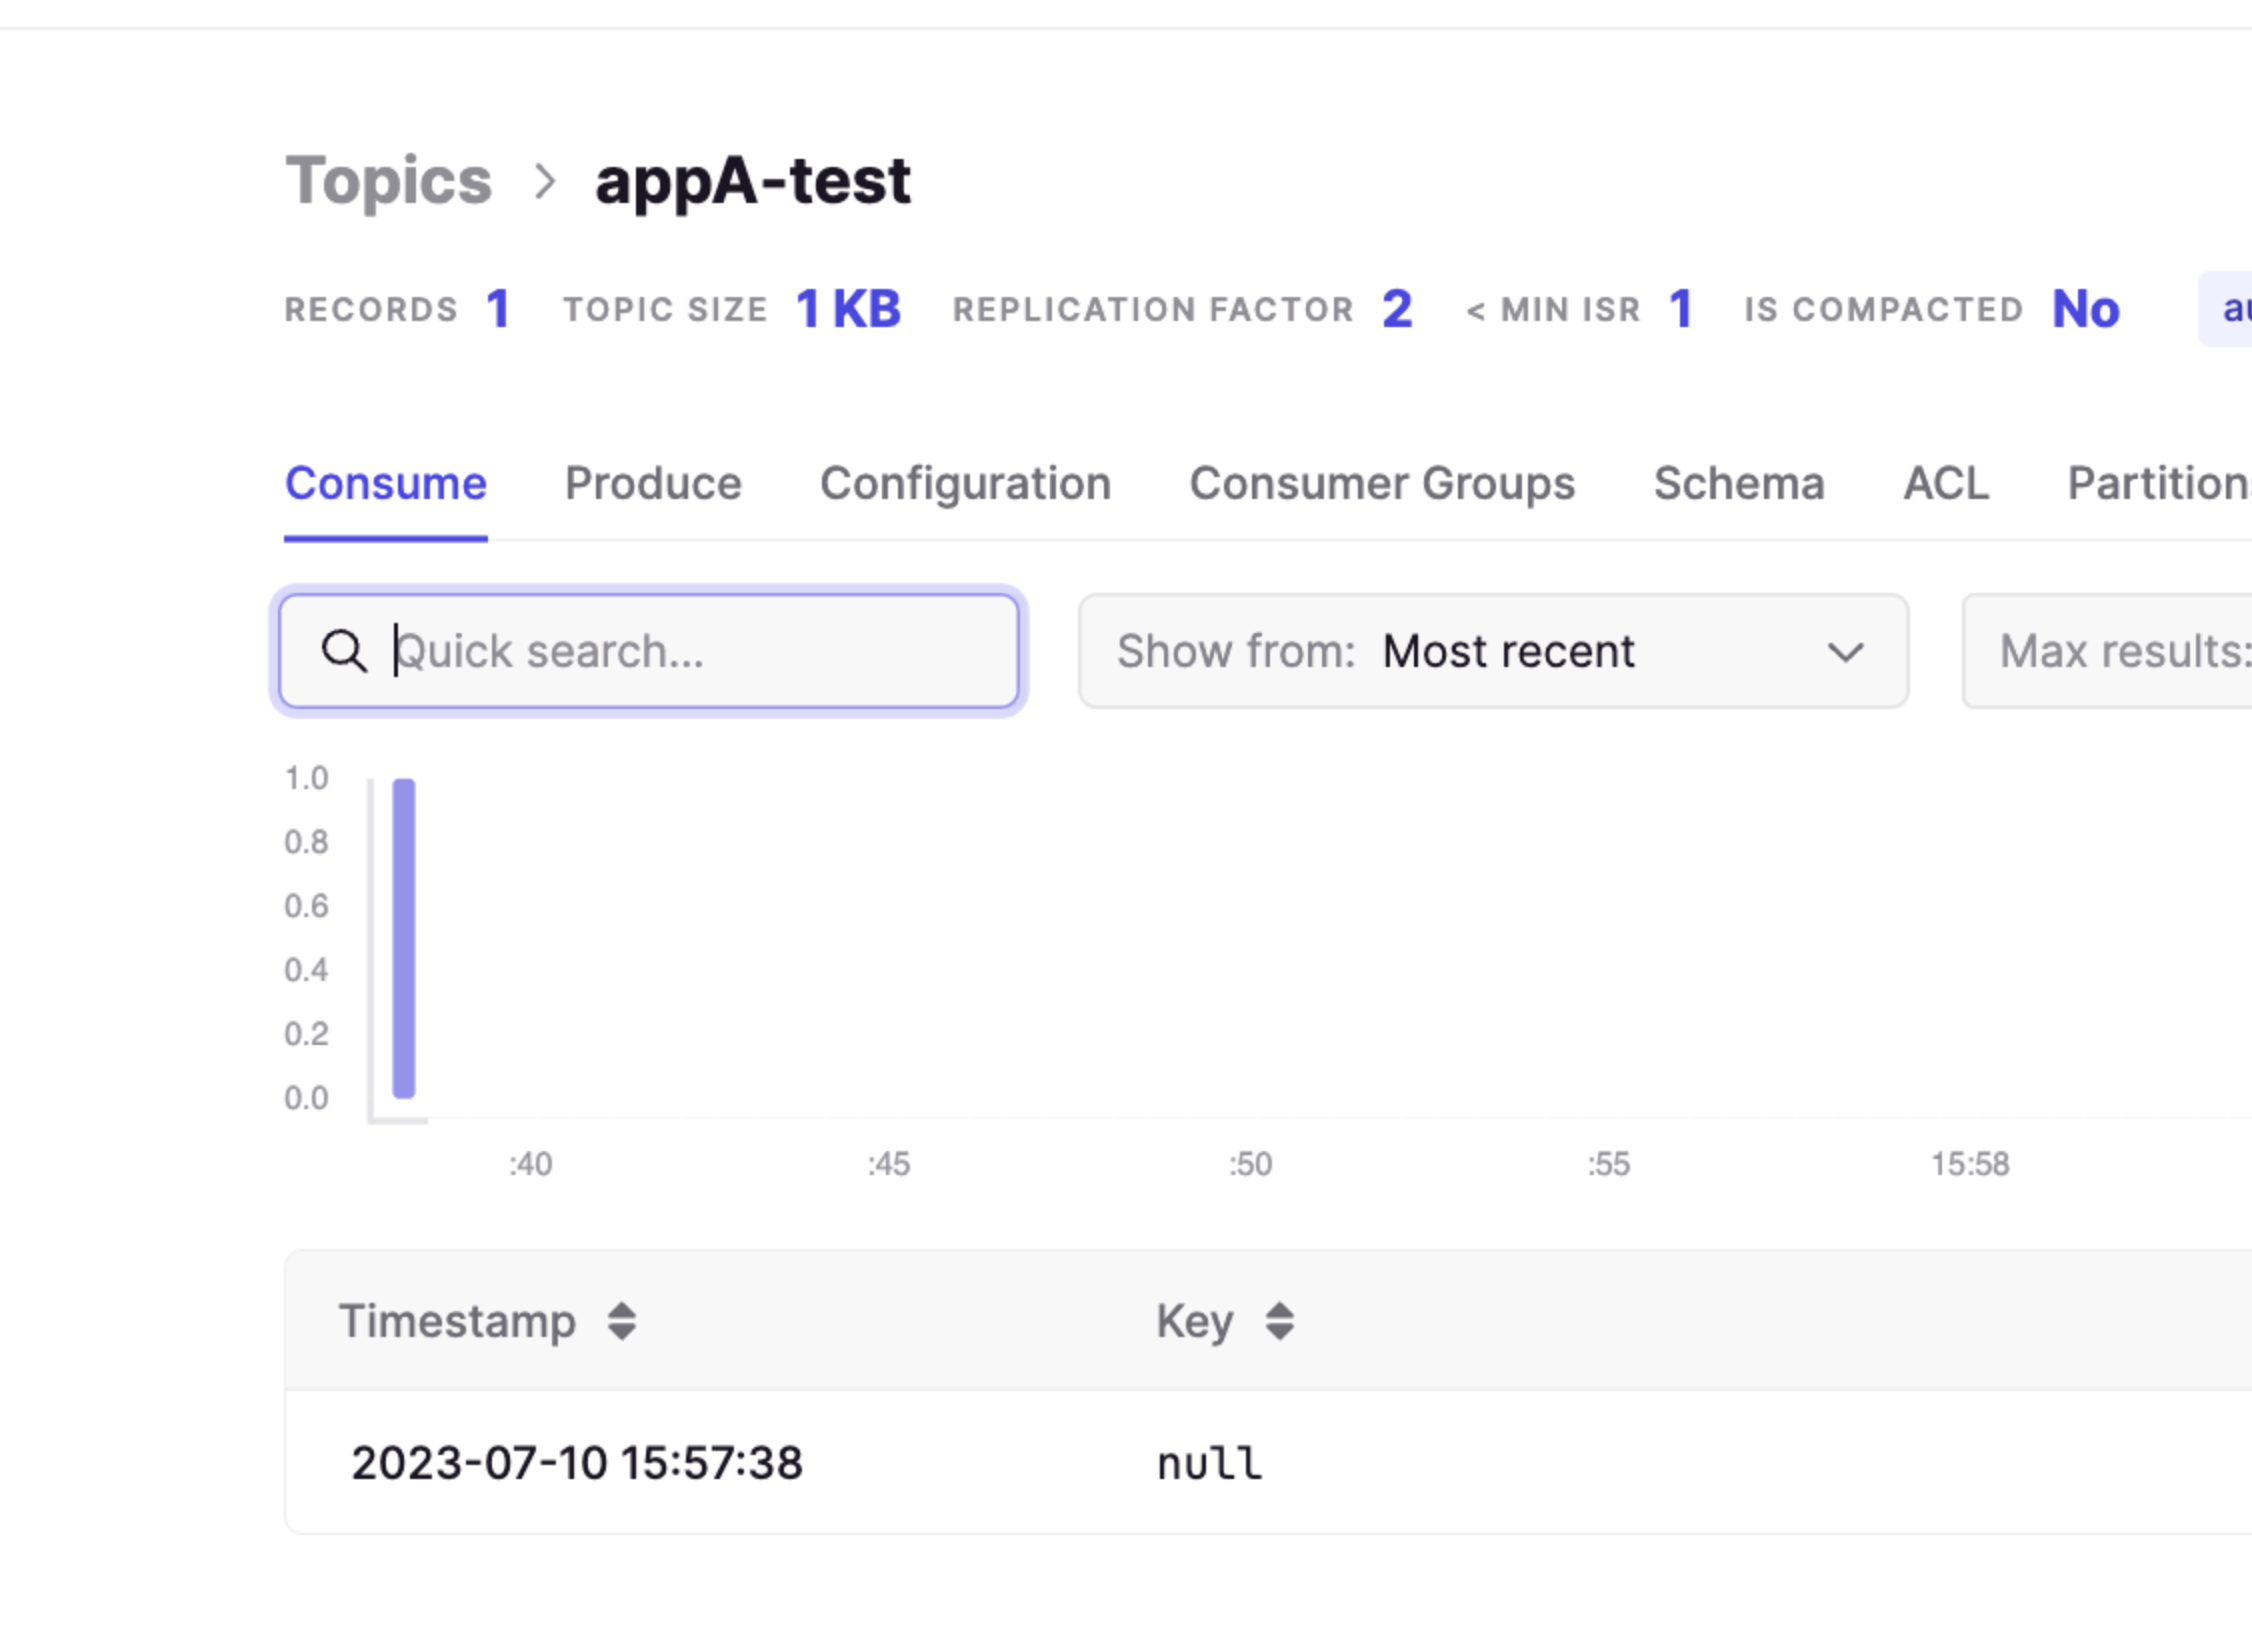 Topics > appA-test
RECORDS 1 TOPIC SIZE 1 KB REPLICATION FACTOR 2 < MIN ISR 1 IS COMPACTED No
Consume Produce Configuration Consumer Groups Schema ACL Partitions
Quick search... Show from: Most recent Max results:
1.0
0.8
0.6
0.4
0.2
0.0
:40 :45 :50 :55 15:58
Timestamp Key
2023-07-10 15:57:38 null